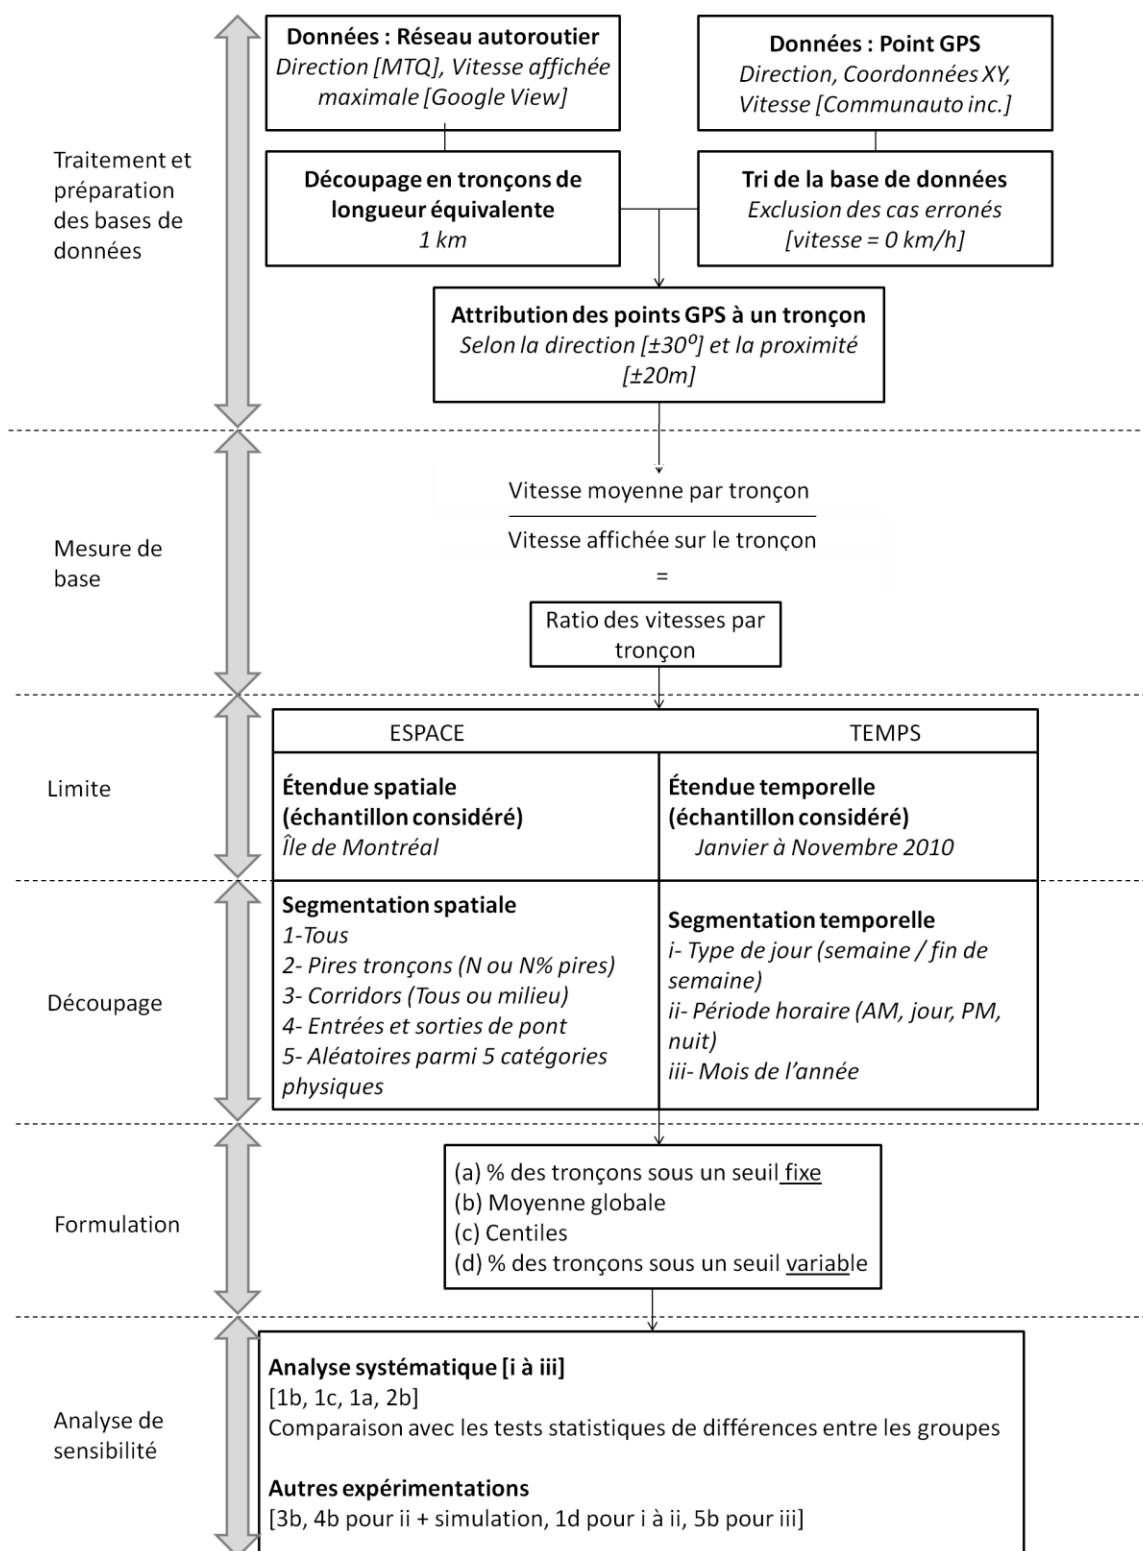 Données : Réseau autoroutier
Direction [MTQ], Vitesse affichée
maximale [Google View]
Données : Point GPS
Direction, Coordonnées XY,
Vitesse [Communauto inc.]
Traitement et
préparation
des bases de
données
Découpage en tronçons de
longueur équivalente
1 km
Tri de la base de données
Exclusion des cas erronés
[vitesse = 0 km/h]
Attribution des points GPS à un tronçon
Selon la direction [±30⁰] et la proximité
[±20m]
Mesure de
base
Vitesse moyenne par tronçon
Vitesse affichée sur le tronçon
=
Ratio des vitesses par
tronçon
Limite
ESPACE
TEMPS
Étendue spatiale
(échantillon considéré)
Île de Montréal
Étendue temporelle
(échantillon considéré)
Janvier à Novembre 2010
Découpage
Segmentation spatiale
1-Tous
2- Pires tronçons (N ou N% pires)
3- Corridors (Tous ou milieu)
4- Entrées et sorties de pont
5- Aléatoires parmi 5 catégories
physiques
Segmentation temporelle
i- Type de jour (semaine / fin de
semaine)
ii- Période horaire (AM, jour, PM,
nuit)
iii- Mois de l’année
Formulation
(a) % des tronçons sous un seuil fixe
(b) Moyenne globale
(c) Centiles
(d) % des tronçons sous un seuil variable
Analyse de
sensibilité
Analyse systématique [i à iii]
[1b, 1c, 1a, 2b]
Comparaison avec les tests statistiques de différences entre les groupes
Autres expérimentations
[3b, 4b pour ii + simulation, 1d pour i à ii, 5b pour iii]